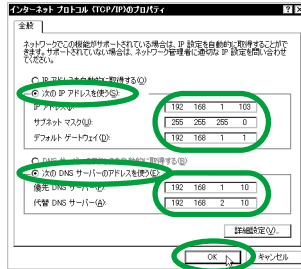 インターネット プロトコル (TCP/IP)のプロパティ
全般
ネットワークでこの機能がサポートされている場合は、IP 設定を自動的に取得することがで
きます。サポートされていない場合は、ネットワーク管理者に適切な IP 設定を問い合わせ
てください。
IP アドレスを自動的に取得する(O)
次の IP アドレスを使う(S):
IP アドレス(I): 192 168 1 103
サブネット マスク(U): 255 255 255 0
デフォルト ゲートウェイ(D): 192 168 1 1
DNS サーバーのアドレスを自動的に取得する(B)
次の DNS サーバーのアドレスを使う(E):
優先 DNS サーバー(P): 192 168 1 10
代替 DNS サーバー(A): 192 168 2 10
詳細設定(V)...
OK キャンセル